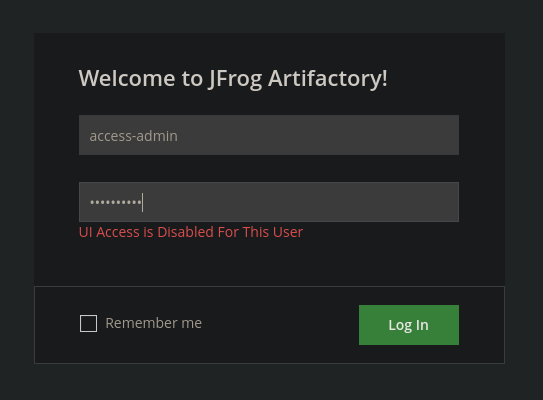 Welcome to JFrog Artifactory!
access-admin
••••••••••
UI Access is Disabled For This User
Remember me
Log In